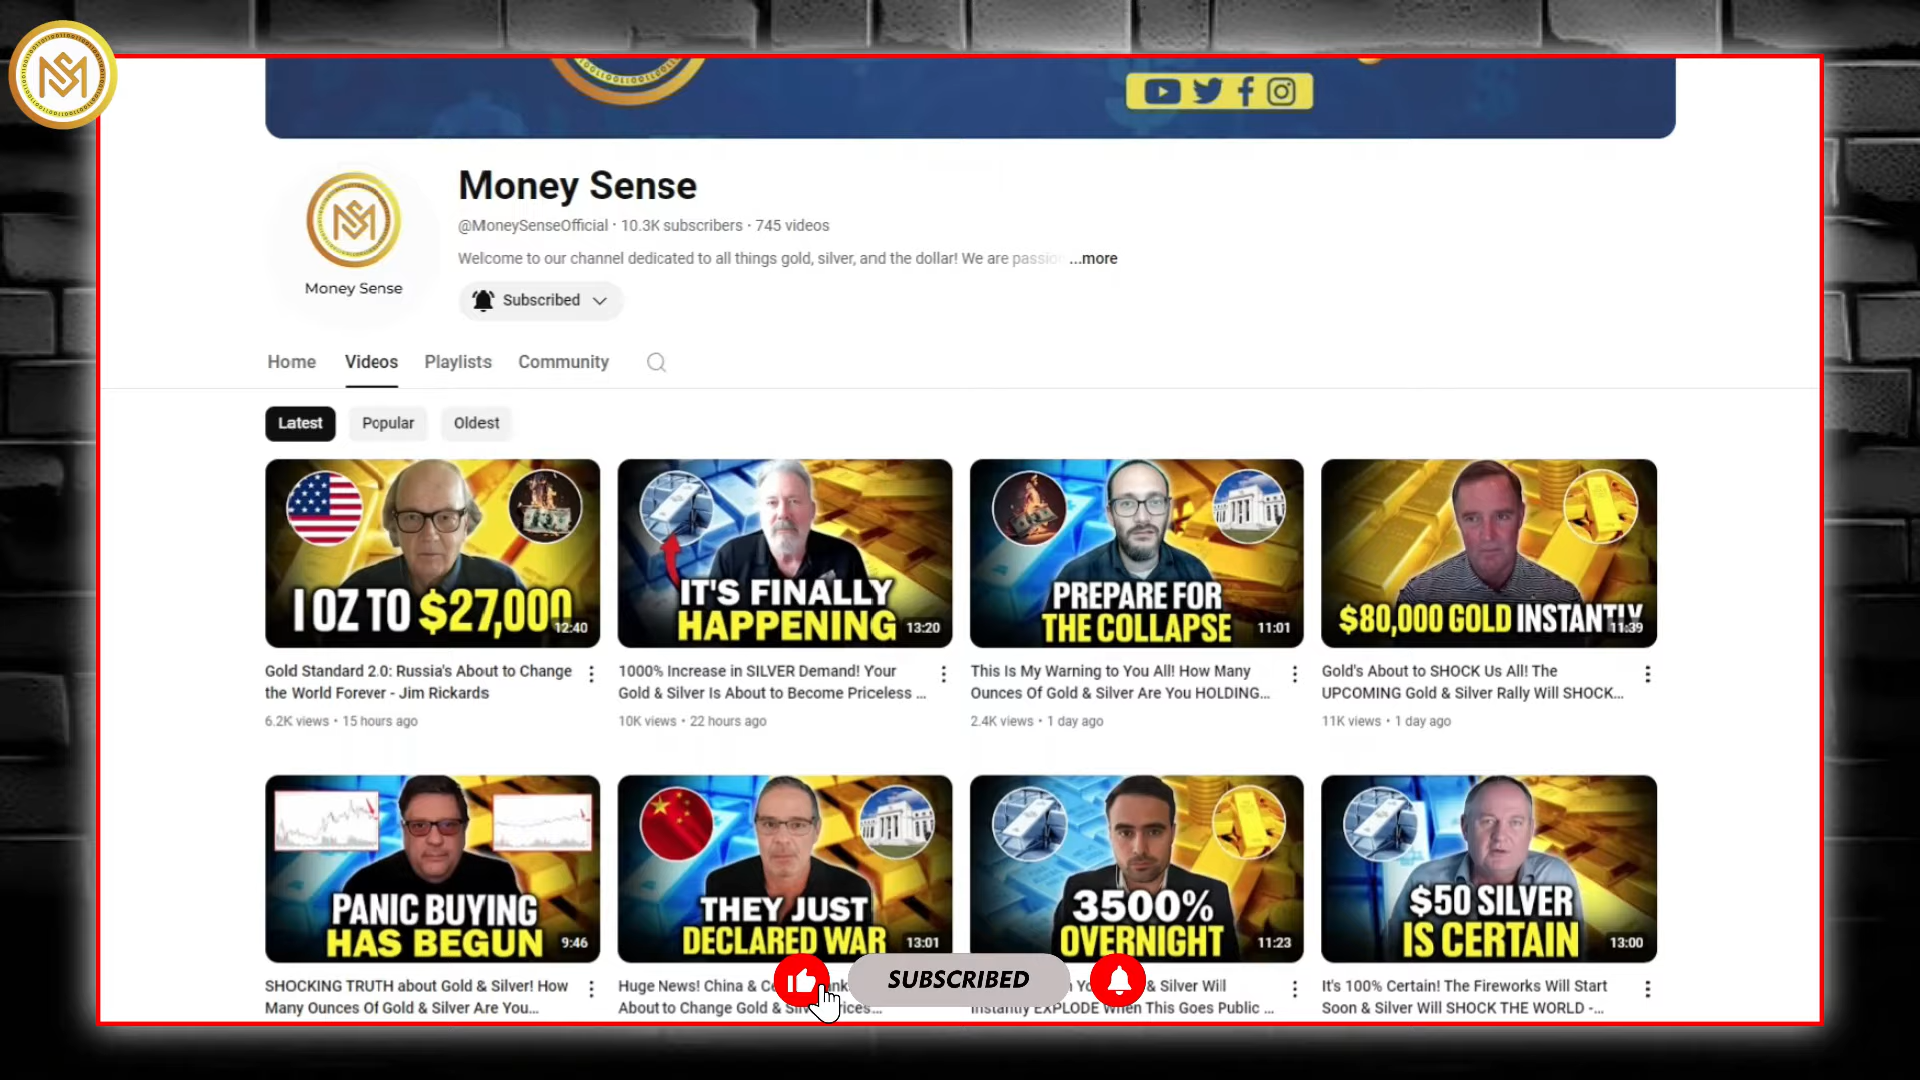 Money Sense
@MoneySenseOfficial · 10.3K subscribers · 745 videos
Welcome to our channel dedicated to all things gold, silver, and the dollar! We are passio ...more
Money Sense
Subscribed
Home Videos Playlists Community
Latest Popular Oldest
1 OZ TO $27,000
12:40
IT'S FINALLY
HAPPENING
13:20
PREPARE FOR
THE COLLAPSE
11:01
$80,000 GOLD INSTANTLY
11:39
Gold Standard 2.0: Russia's About to Change
the World Forever - Jim Rickards
6.2K views · 15 hours ago
1000% Increase in SILVER Demand! Your
Gold & Silver Is About to Become Priceless ...
10K views · 22 hours ago
This Is My Warning to You All! How Many
Ounces Of Gold & Silver Are You HOLDING...
2.4K views · 1 day ago
Gold's About to SHOCK Us All! The
UPCOMING Gold & Silver Rally Will SHOCK...
11K views · 1 day ago
PANIC BUYING
HAS BEGUN
9:46
THEY JUST
DECLARED WAR
13:01
3500%
OVERNIGHT
11:23
$50 SILVER
IS CERTAIN
13:00
SHOCKING TRUTH about Gold & Silver! How
Many Ounces Of Gold & Silver Are You...
Huge News! China &
About to Change Gold &
& Silver Will
Instantly EXPLODE When This Goes Public ...
It's 100% Certain! The Fireworks Will Start
Soon & Silver Will SHOCK THE WORLD -...
SUBSCRIBED